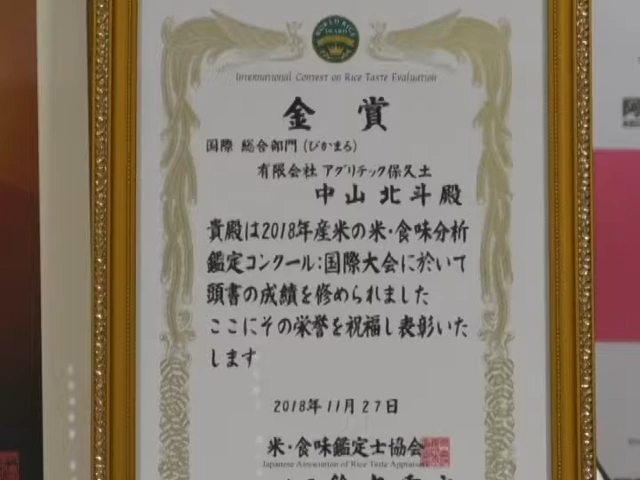 WORLD RICE
AWARD
International Contest on Rice Taste Evaluation
金賞
国際 総合部門(ぴかまる)
有限会社 アグリテック保久土
中山 北斗 殿
貴殿は2018年産米の米・食味分析
鑑定コンクール:国際大会に於いて
頭書の成績を修められました
ここにその栄誉を祝福し表彰いた
します
2018年11月27日
米・食味鑑定士協会
Japanese Association of Rice Taste Appraisers